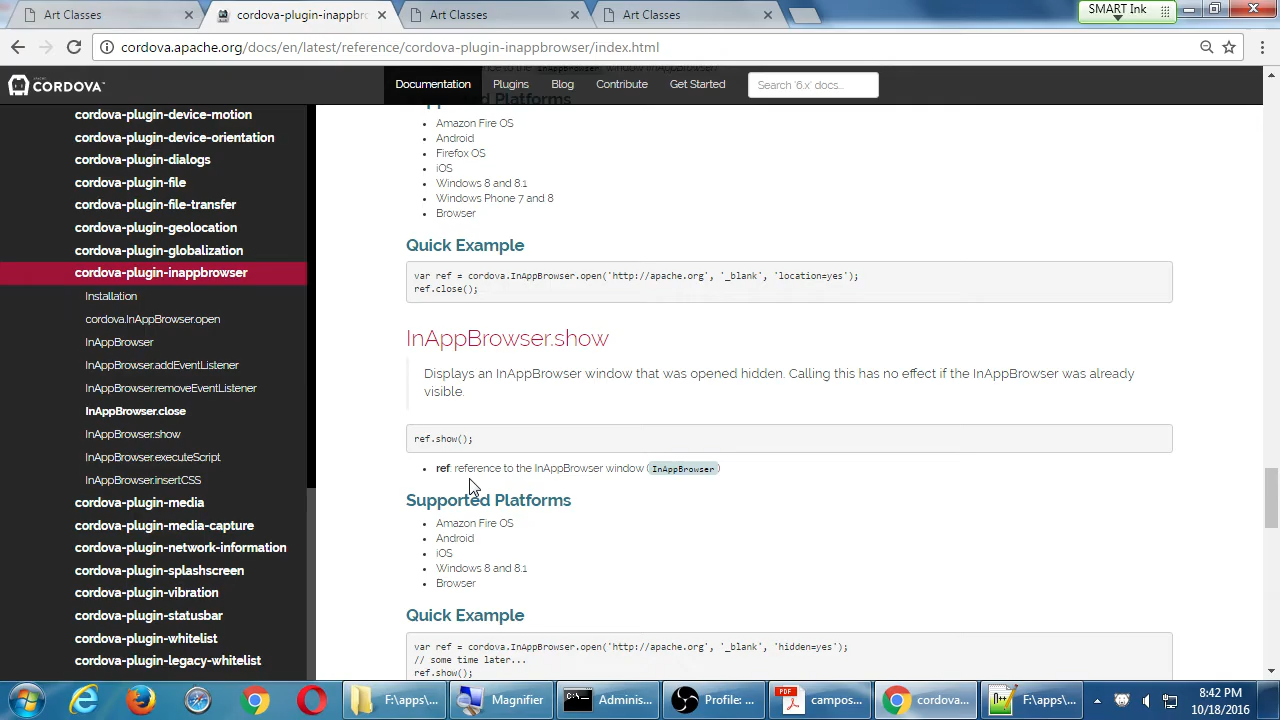 Art Classes
cordova-plugin-inappbr
Art Classes
Art Classes
SMART Ink
cordova.apache.org/docs/en/latest/reference/cordova-plugin-inappbrowser/index.html
CORDOVA™
Documentation
Plugins
Blog
Contribute
Get Started
Search '6.x' docs...
cordova-plugin-device-motion
cordova-plugin-device-orientation
cordova-plugin-dialogs
cordova-plugin-file
cordova-plugin-file-transfer
cordova-plugin-geolocation
cordova-plugin-globalization
cordova-plugin-inappbrowser
Installation
cordova.InAppBrowser.open
InAppBrowser
InAppBrowser.addEventListener
InAppBrowser.removeEventListener
InAppBrowser.close
InAppBrowser.show
InAppBrowser.executeScript
InAppBrowser.insertCSS
cordova-plugin-media
cordova-plugin-media-capture
cordova-plugin-network-information
cordova-plugin-splashscreen
cordova-plugin-vibration
cordova-plugin-statusbar
cordova-plugin-whitelist
cordova-plugin-legacy-whitelist
Platforms
Amazon Fire OS
Android
Firefox OS
iOS
Windows 8 and 8.1
Windows Phone 7 and 8
Browser
Quick Example
var ref = cordova.InAppBrowser.open('http://apache.org', '_blank', 'location=yes');
ref.close();
InAppBrowser.show
Displays an InAppBrowser window that was opened hidden. Calling this has no effect if the InAppBrowser was already
visible.
ref.show();
ref: reference to the InAppBrowser window (InAppBrowser)
Supported Platforms
Amazon Fire OS
Android
iOS
Windows 8 and 8.1
Browser
Quick Example
var ref = cordova.InAppBrowser.open('http://apache.org', '_blank', 'hidden=yes');
// some time later...
ref.show();
F:\apps\...
Magnifier
Adminis...
Profile: ...
PDF
campos...
cordova...
F:\apps\...
8:42 PM
10/18/2016